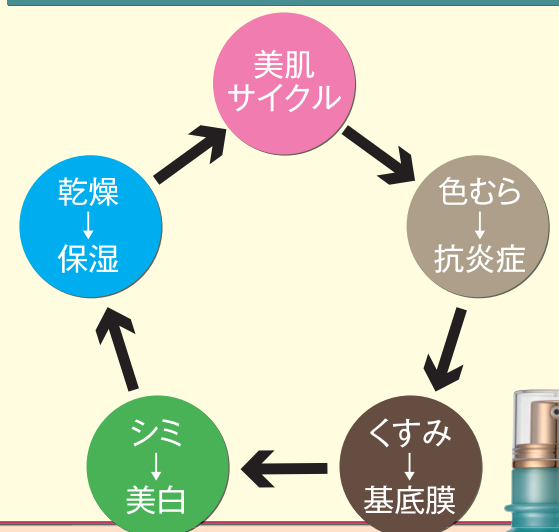 美肌
サイクル
色むら
↓
抗炎症
くすみ
↓
基底膜
シミ
↓
美白
乾燥
↓
保湿